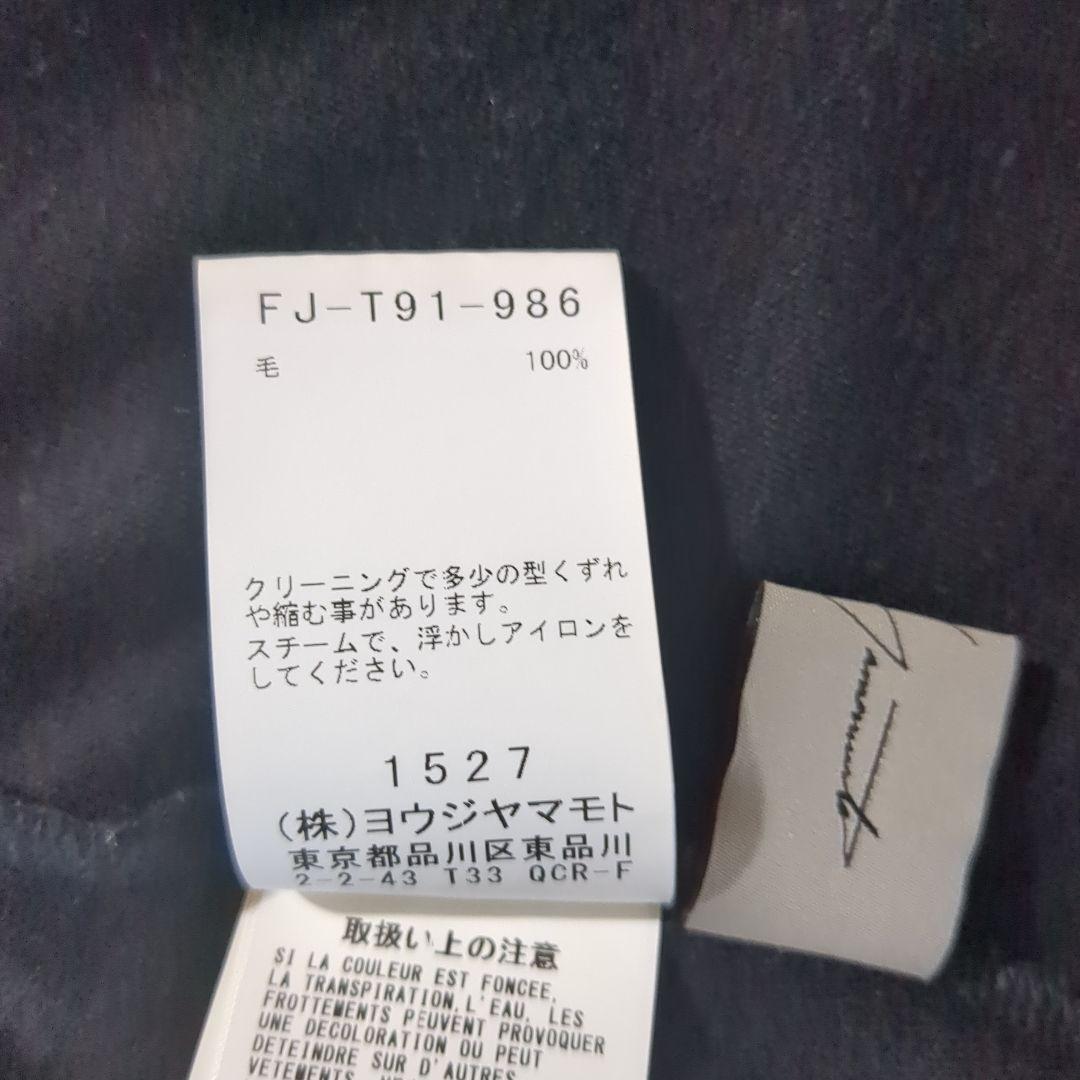 FJ-T91-986
毛 100%
クリーニングで多少の型くずれ
や縮む事があります。
スチームで、浮かしアイロンを
してください。
1527
(株)ヨウジヤマモト
東京都品川区東品川
2-2-43 T33 QCR-F
取扱い上の注意
SI LA COULEUR EST FONCEE,
LA TRANSPIRATION,L'EAU, LES
FROTTEMENTS PEUVENT PROVOQUER
UNE DECOLORATION OU PEUT
DETEINDRE SUR D'AUTRES
VETEMENTS.
Yamamoto